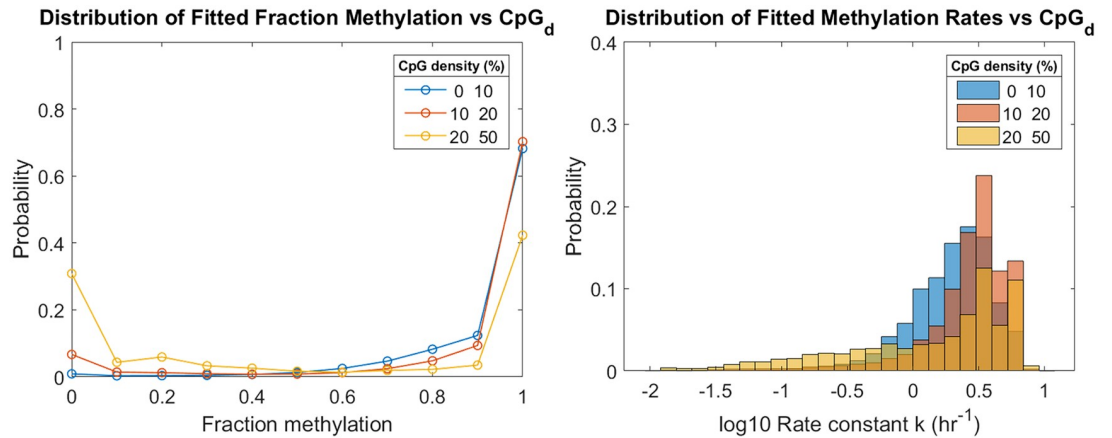 Distribution of Fitted Fraction Methylation vs CpG_d
1
0.8
0.6
0.4
0.2
0
Probability
CpG density (%)
0 10
10 20
20 50
0 0.2 0.4 0.6 0.8 1
Fraction methylation
Distribution of Fitted Methylation Rates vs CpG_d
0.4
0.3
0.2
0.1
0
Probability
CpG density (%)
0 10
10 20
20 50
-2 -1.5 -1 -0.5 0 0.5 1
log10 Rate constant k (hr^-1)